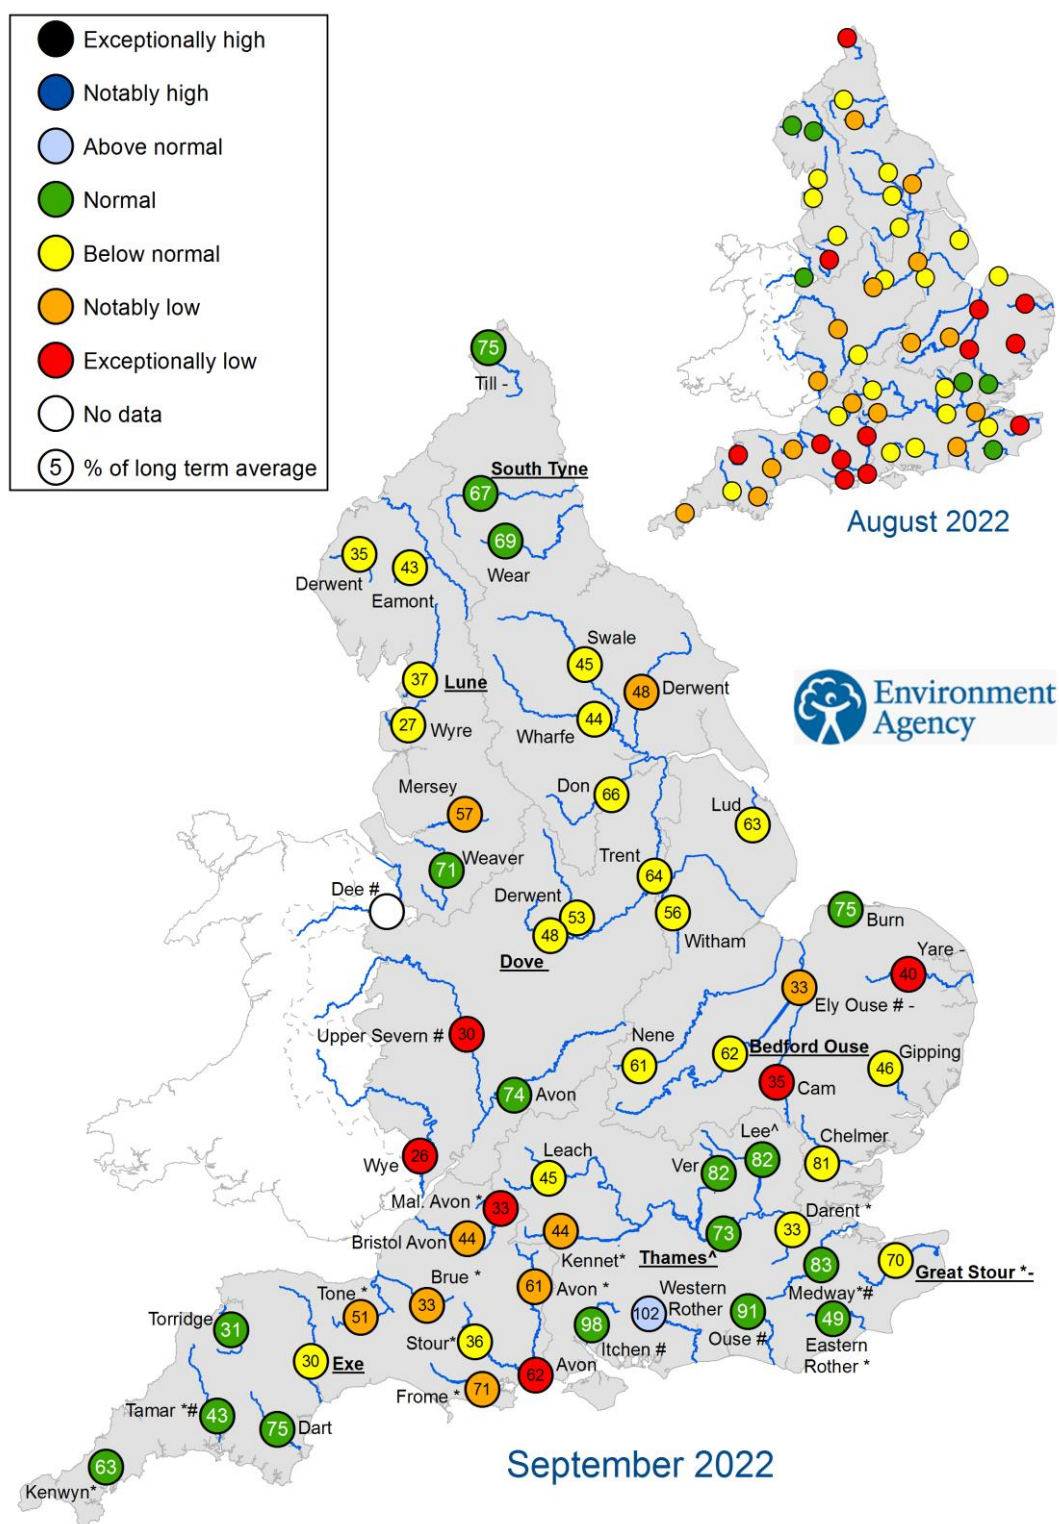 Exceptionally high
Notably high
Above normal
Normal
Below normal
Notably low
Exceptionally low
No data
5 % of long term average
August 2022
75
Till -
South Tyne
67
69
Wear
35
Derwent
43
Eamont
Swale
45
37
Lune
48 Derwent
27
Wyre
44
Wharfe
Environment
Agency
Mersey
57
Don
66
Lud
63
Weaver
71
Trent
64
Dee #
Derwent
53
48
Dove
56
Witham
75
Burn
Yare -
40
33
Ely Ouse # -
Upper Severn # 30
Nene
61
62
Bedford Ouse
Gipping
46
35
Cam
74 Avon
Lee^
82
Chelmer
81
Wye
26
Leach
45
Ver
82
Mal. Avon *
33
Darent *
33
Bristol Avon
44
44
Kennet*
73
Thames^
70
Great Stour *-
83
Medway*#
Brue *
33
61
Avon *
Western
Rother
102
Tone *
51
91
Ouse #
49
Eastern
Rother *
Torridge
31
98
Itchen #
Stour*
36
30
Exe
62
Avon
Frome *
71
Tamar *#
43
75
Dart
63
Kenwyn*
September 2022